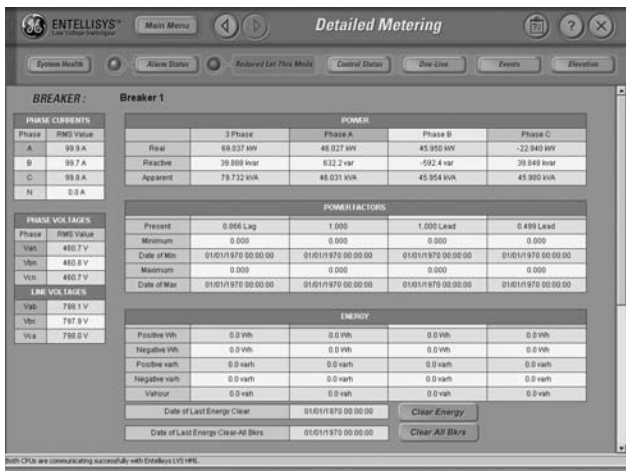 ENTELLISYS™
Low Voltage Switchgear
Main Menu
Detailed Metering
?
System Health
Alarm Status
Reduced Let-Thru Mode
Control Status
One-Line
Events
Elevation
BREAKER: Breaker 1
PHASE CURRENTS
Phase RMS Value
A 99.9 A
B 99.7 A
C 99.8 A
N 0.0 A
PHASE VOLTAGES
Phase RMS Value
Van 460.7 V
Vbn 460.8 V
Vcn 460.7 V
LINE VOLTAGES
Vab 798.1 V
Vbc 797.9 V
Vca 798.0 V
POWER
3 Phase Phase A Phase B Phase C
Real 69.037 kW 46.027 kW 45.950 kW -22.940 kW
Reactive 39.888 kvar 632.2 var -592.4 var 39.848 kvar
Apparent 79.732 kVA 46.031 kVA 45.954 kVA 45.980 kVA
POWER FACTORS
Present 0.866 Lag 1.000 1.000 Lead 0.499 Lead
Minimum 0.000 0.000 0.000 0.000
Date of Min 01/01/1970 00:00:00 01/01/1970 00:00:00 01/01/1970 00:00:00 01/01/1970 00:00:00
Maximum 0.000 0.000 0.000 0.000
Date of Max 01/01/1970 00:00:00 01/01/1970 00:00:00 01/01/1970 00:00:00 01/01/1970 00:00:00
ENERGY
Positive Wh 0.0 Wh 0.0 Wh 0.0 Wh 0.0 Wh
Negative Wh 0.0 Wh 0.0 Wh 0.0 Wh 0.0 Wh
Positive varh 0.0 varh 0.0 varh 0.0 varh 0.0 varh
Negative varh 0.0 varh 0.0 varh 0.0 varh 0.0 varh
Vahour 0.0 vah 0.0 vah 0.0 vah 0.0 vah
Date of Last Energy Clear 01/01/1970 00:00:00 Clear Energy
Date of Last Energy Clear-All Bkrs 01/01/1970 00:00:00 Clear All Bkrs
Both CPUs are communicating successfully with Entellisys LVS HMI.